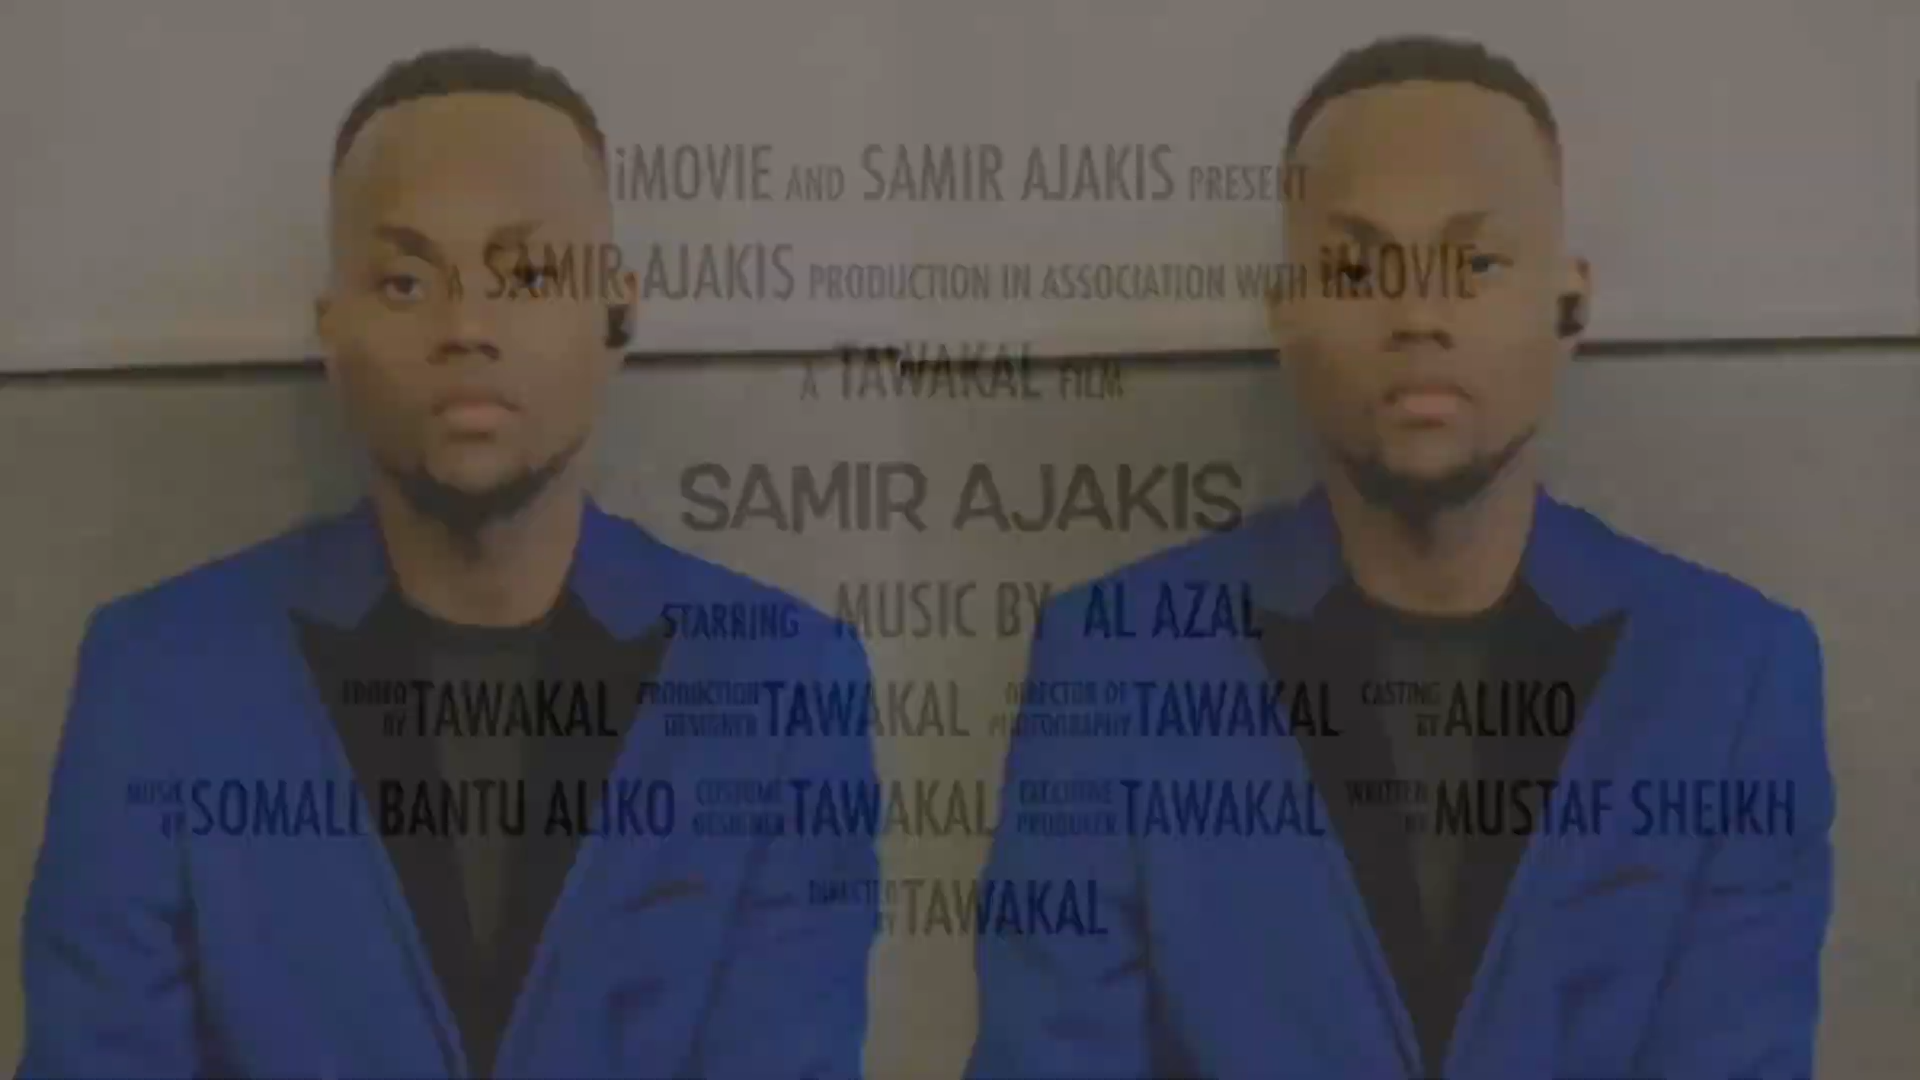 iMOVIE AND SAMIR AJAKIS PRESENT
A SAMIR AJAKIS PRODUCTION IN ASSOCIATION WITH iMOVIE
A TAWAKAL FILM
SAMIR AJAKIS
STARRING MUSIC BY AL AZAL
EDITED BY TAWAKAL PRODUCTION DESIGNER TAWAKAL DIRECTOR OF PHOTOGRAPHY TAWAKAL CASTING BY ALIKO
MUSIC BY SOMALI BANTU ALIKO COSTUME DESIGNER TAWAKAL EXECUTIVE PRODUCER TAWAKAL WRITTEN BY MUSTAF SHEIKH
DIRECTED BY TAWAKAL